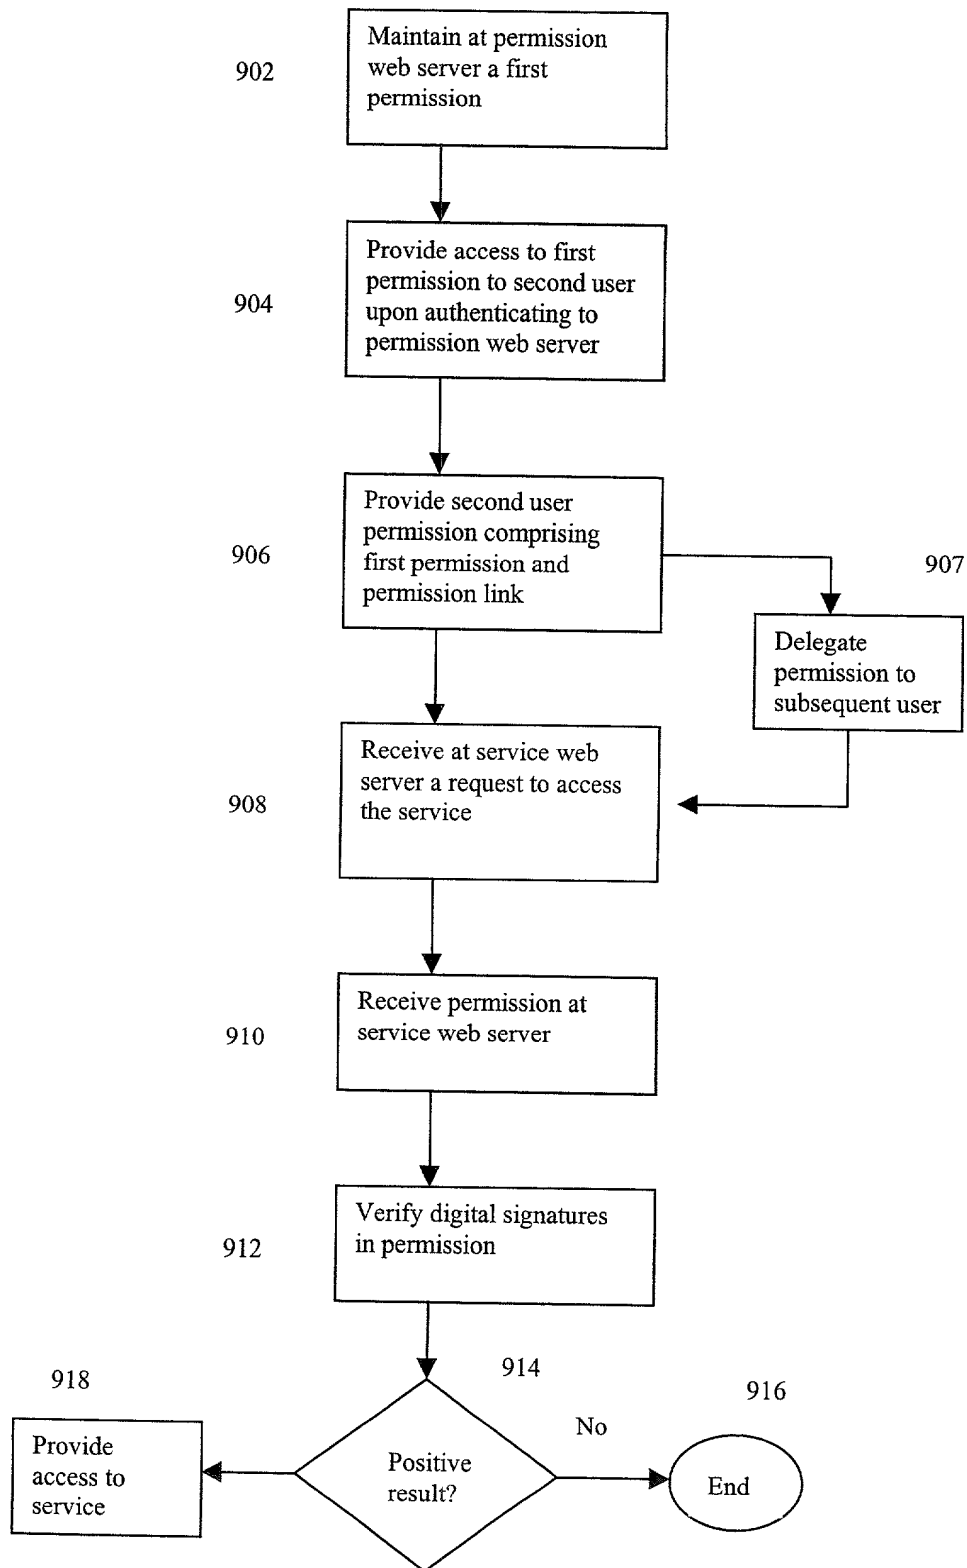 902
Maintain at permission
web server a first
permission
904
Provide access to first
permission to second user
upon authenticating to
permission web server
906
Provide second user
permission comprising
first permission and
permission link
907
Delegate
permission to
subsequent user
908
Receive at service web
server a request to access
the service
910
Receive permission at
service web server
912
Verify digital signatures
in permission
914
Positive
result?
No
916
End
918
Provide
access to
service